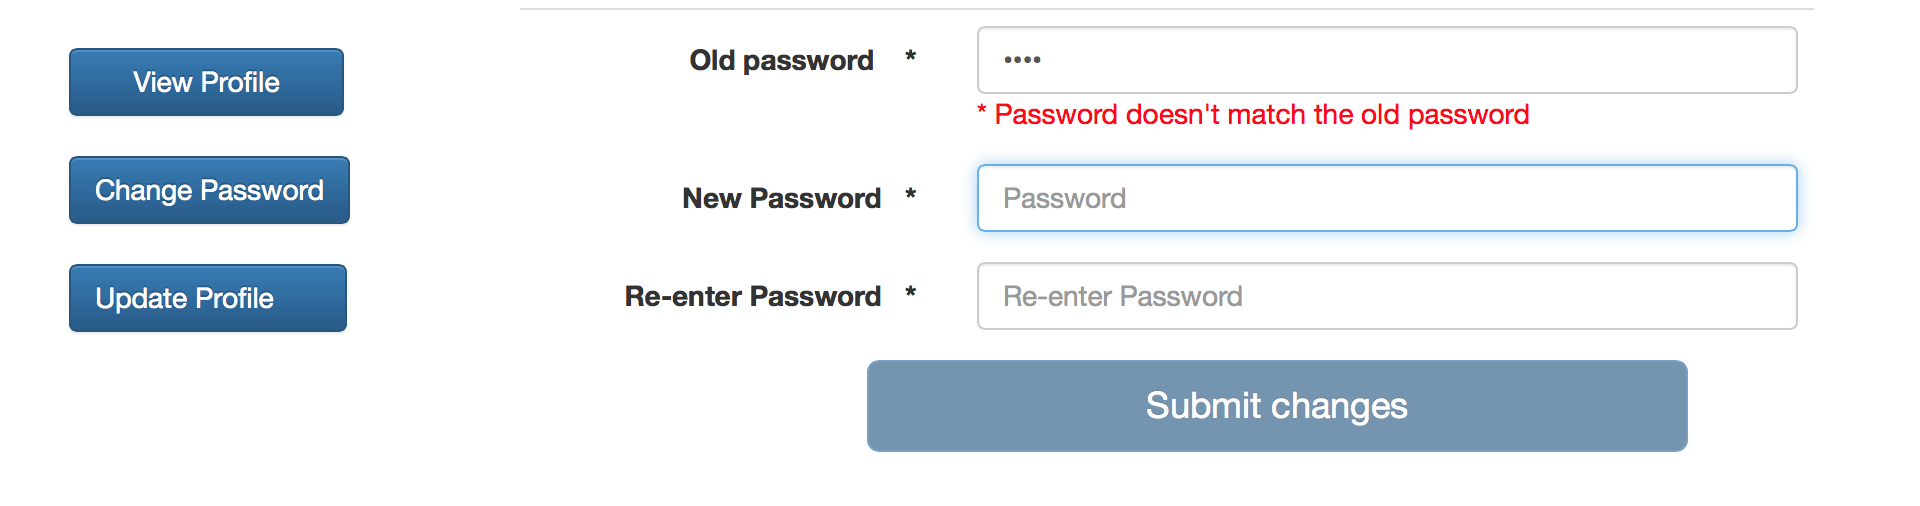 View Profile
Change Password
Update Profile
Old password *
••••
* Password doesn't match the old password
New Password *
Password
Re-enter Password *
Re-enter Password
Submit changes